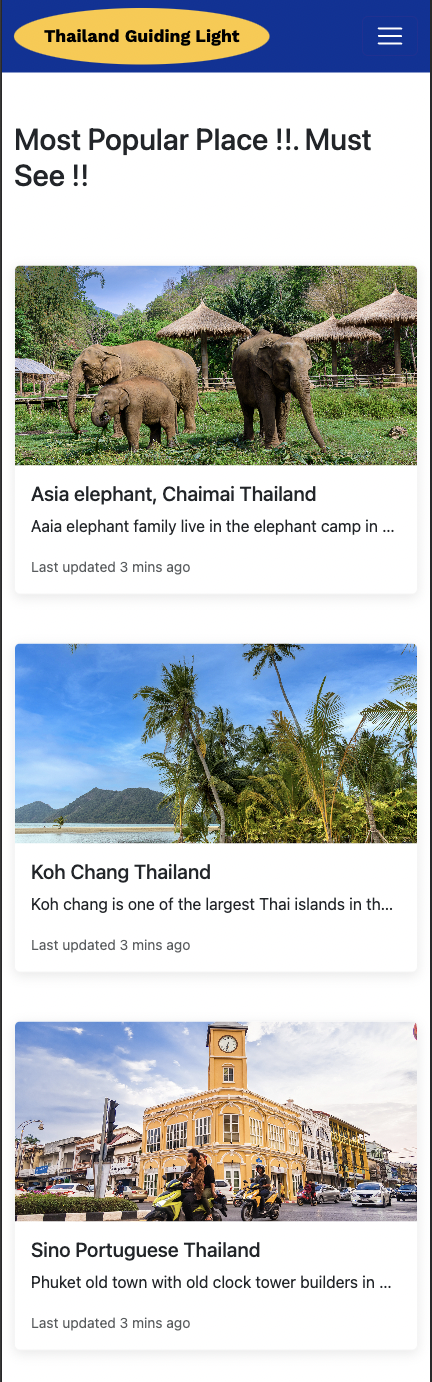 Thailand Guiding Light
Most Popular Place !!. Must
See !!
Asia elephant, Chaimai Thailand
Aaia elephant family live in the elephant camp in ...
Last updated 3 mins ago
Koh Chang Thailand
Koh chang is one of the largest Thai islands in th...
Last updated 3 mins ago
Sino Portuguese Thailand
Phuket old town with old clock tower builders in ...
Last updated 3 mins ago